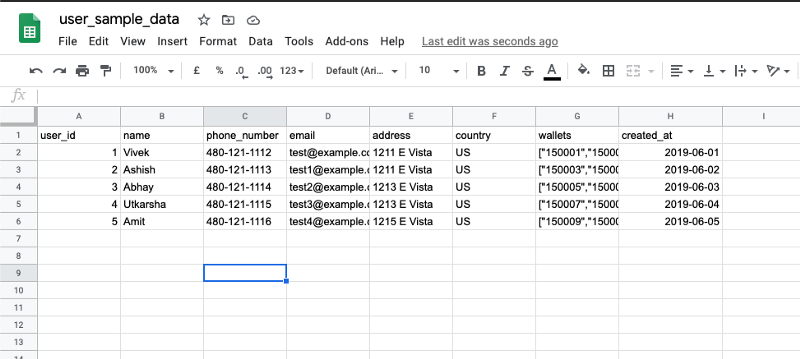 user_sample_data
File Edit View Insert Format Data Tools Add-ons Help Last edit was seconds ago
100% £ % .0 .00 123 Default (Ari... 10 B I S A
fx
A B C D E F G H I
1 user_id name phone_number email address country wallets created_at
2 1 Vivek 480-121-1112 test@example.co 1211 E Vista US ["150001","1500 2019-06-01
3 2 Ashish 480-121-1113 test1@example. 1211 E Vista US ["150003","1500 2019-06-02
4 3 Abhay 480-121-1114 test2@example. 1213 E Vista US ["150005","1500 2019-06-03
5 4 Utkarsha 480-121-1115 test3@example. 1213 E Vista US ["150007","1500 2019-06-04
6 5 Amit 480-121-1116 test4@example. 1215 E Vista US ["150009","1500 2019-06-05
7
8
9
10
11
12
13